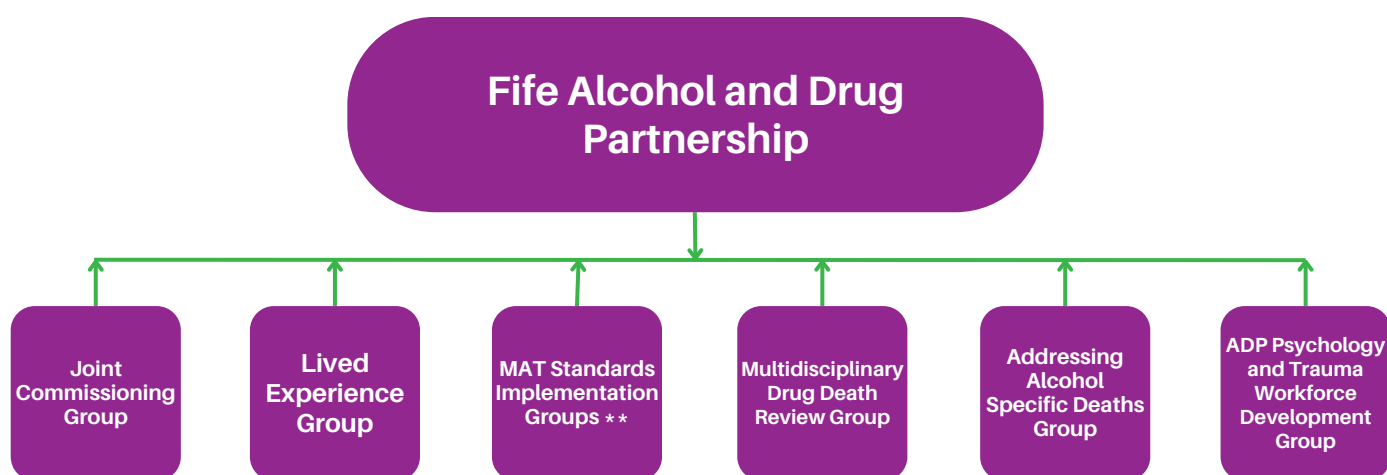 Fife Alcohol and Drug
Partnership
Joint
Commissioning
Group
Lived
Experience
Group
MAT Standards
Implementation
Groups **
Multidisciplinary
Drug Death
Review Group
Addressing
Alcohol
Specific Deaths
Group
ADP Psychology
and Trauma
Workforce
Development
Group